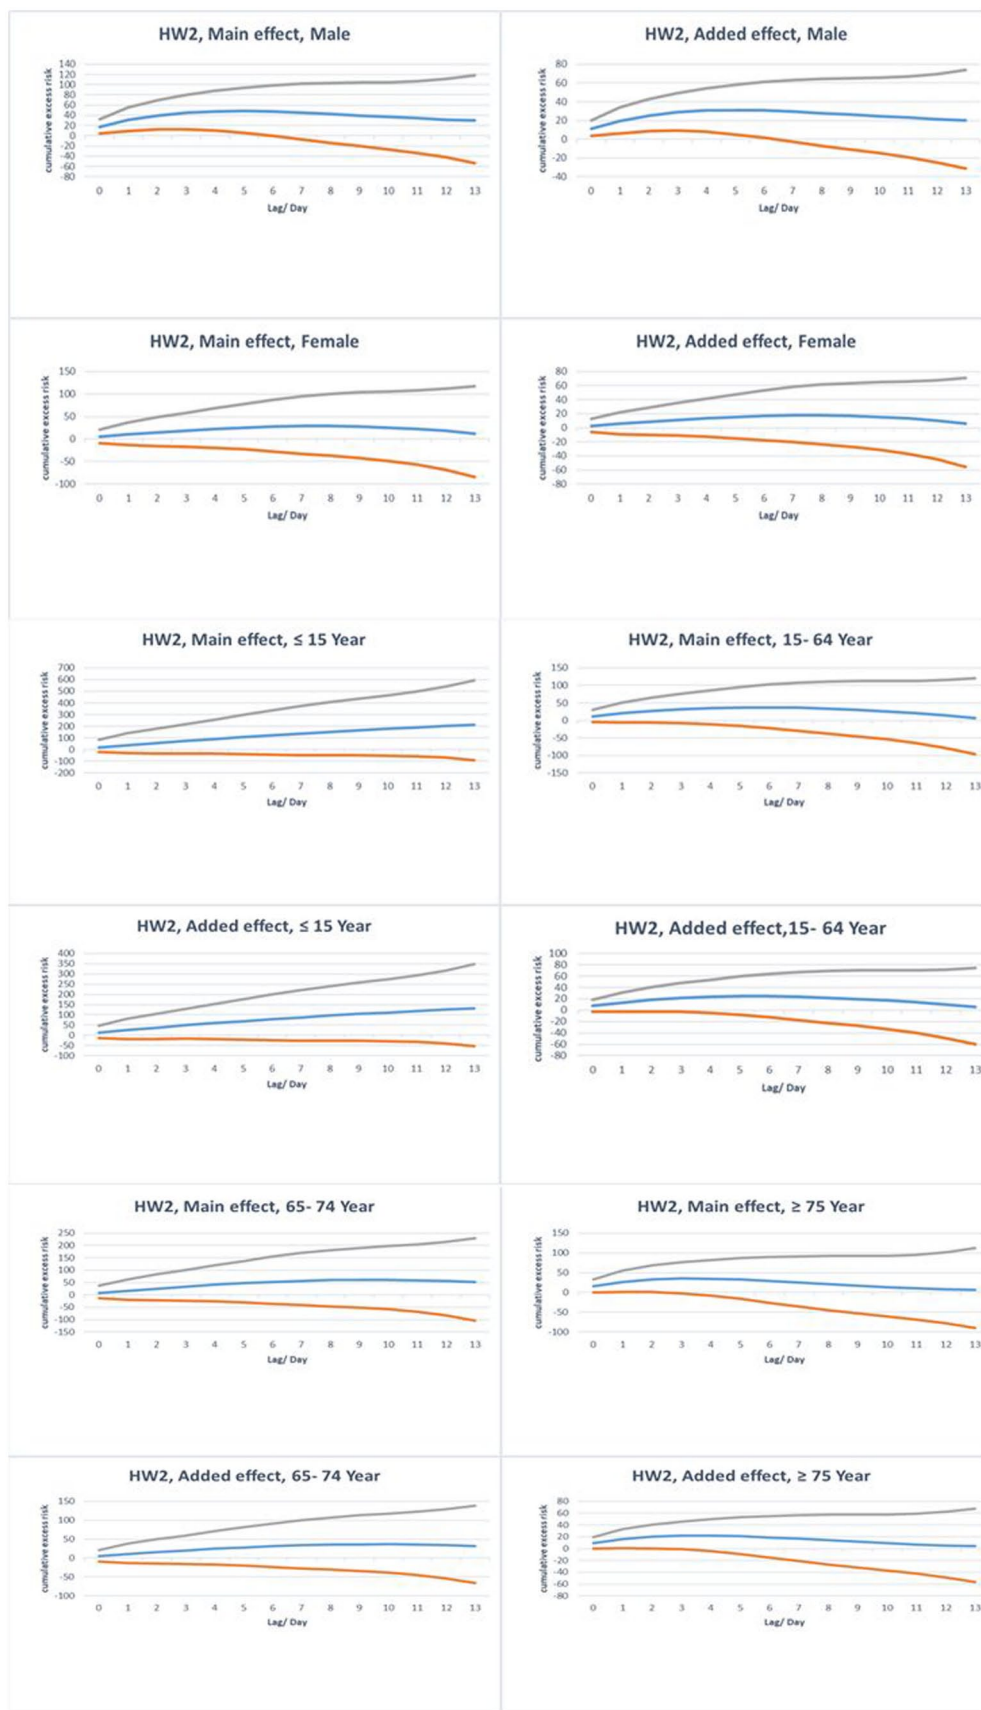 HW2, Main effect, Male
cumulative excess risk
140
120
100
80
60
40
20
0
-20
-40
-60
-80
0 1 2 3 4 5 6 7 8 9 10 11 12 13
Lag/ Day
HW2, Added effect, Male
cumulative excess risk
80
60
40
20
0
-20
-40
0 1 2 3 4 5 6 7 8 9 10 11 12 13
Lag/ Day
HW2, Main effect, Female
cumulative excess risk
150
100
50
0
-50
-100
0 1 2 3 4 5 6 7 8 9 10 11 12 13
Lag/ Day
HW2, Added effect, Female
cumulative excess risk
80
60
40
20
0
-20
-40
-60
-80
0 1 2 3 4 5 6 7 8 9 10 11 12 13
Lag/ Day
HW2, Main effect, ≤ 15 Year
cumulative excess risk
700
600
500
400
300
200
100
0
-100
-200
0 1 2 3 4 5 6 7 8 9 10 11 12 13
Lag/ Day
HW2, Main effect, 15- 64 Year
cumulative excess risk
150
100
50
0
-50
-100
-150
0 1 2 3 4 5 6 7 8 9 10 11 12 13
Lag/ Day
HW2, Added effect, ≤ 15 Year
cumulative excess risk
400
350
300
250
200
150
100
50
0
-50
-100
0 1 2 3 4 5 6 7 8 9 10 11 12 13
Lag/ Day
HW2, Added effect,15- 64 Year
cumulative excess risk
100
80
60
40
20
0
-20
-40
-60
-80
0 1 2 3 4 5 6 7 8 9 10 11 12 13
Lag/ Day
HW2, Main effect, 65- 74 Year
cumulative excess risk
250
200
150
100
50
0
-50
-100
-150
0 1 2 3 4 5 6 7 8 9 10 11 12 13
Lag/ Day
HW2, Main effect, ≥ 75 Year
cumulative excess risk
150
100
50
0
-50
-100
0 1 2 3 4 5 6 7 8 9 10 11 12 13
Lag/ Day
HW2, Added effect, 65- 74 Year
cumulative excess risk
150
100
50
0
-50
-100
0 1 2 3 4 5 6 7 8 9 10 11 12 13
Lag/ Day
HW2, Added effect, ≥ 75 Year
cumulative excess risk
80
60
40
20
0
-20
-40
-60
-80
0 1 2 3 4 5 6 7 8 9 10 11 12 13
Lag/ Day